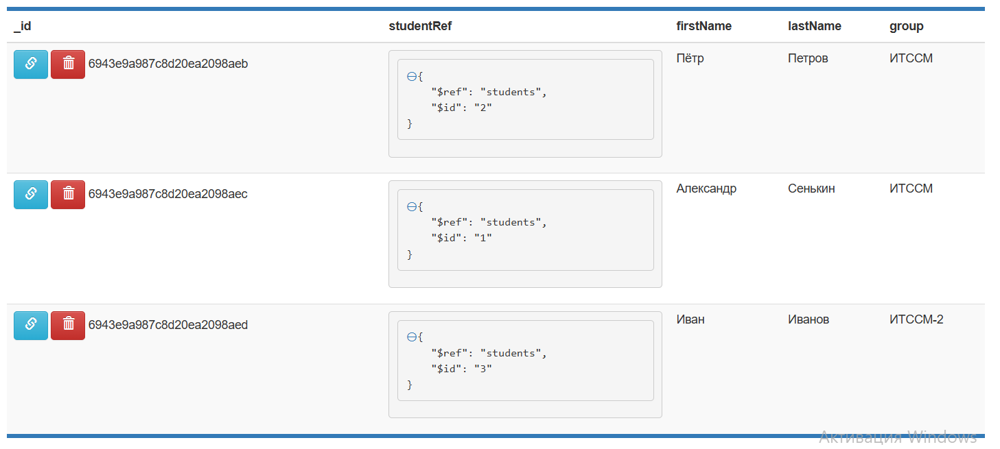 _id studentRef firstName lastName group
6943e9a987c8d20ea2098aeb Пётр Петров ИТССМ
{
"$ref": "students",
"$id": "2"
}
6943e9a987c8d20ea2098aec Александр Сенькин ИТССМ
{
"$ref": "students",
"$id": "1"
}
6943e9a987c8d20ea2098aed Иван Иванов ИТССМ-2
{
"$ref": "students",
"$id": "3"
}
Активация Windows